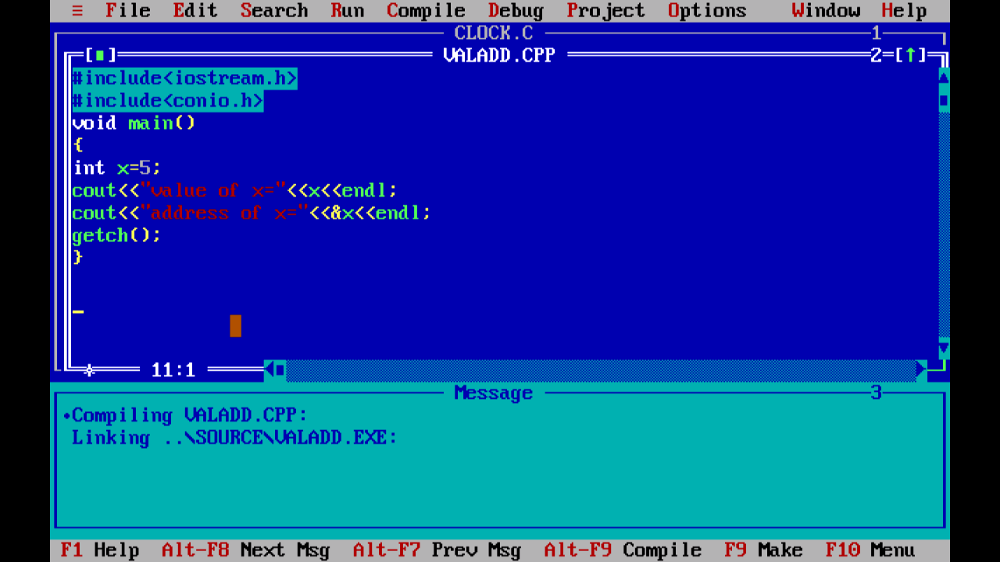 ≡ File Edit Search Run Compile Debug Project Options Window Help
CLOCK.C 1
[■] VALADD.CPP 2=[↑]
#include<iostream.h>
#include<conio.h>
void main()
{
int x=5;
cout<<"value of x="<<x<<endl;
cout<<"address of x="<<&x<<endl;
getch();
}
11:1
Message 3
•Compiling VALADD.CPP:
Linking ..\SOURCE\VALADD.EXE:
F1 Help Alt-F8 Next Msg Alt-F7 Prev Msg Alt-F9 Compile F9 Make F10 Menu